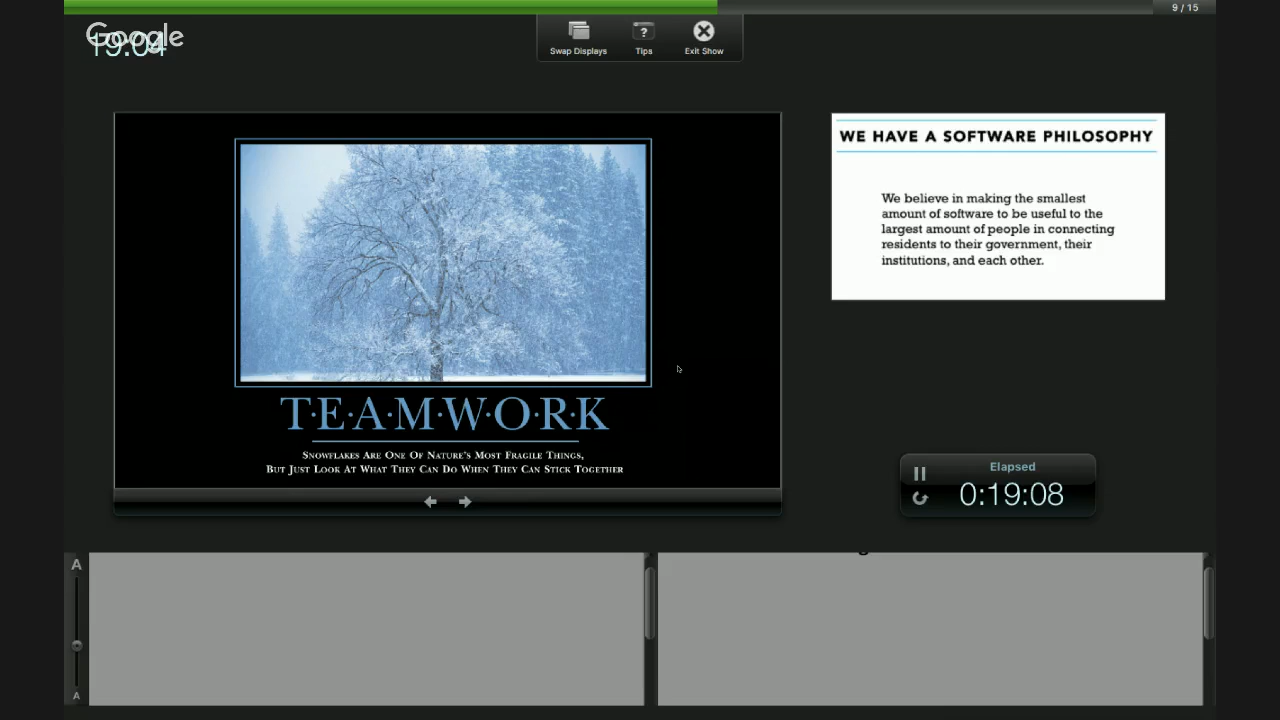 9 / 15
Google
19:04
Swap Displays
Tips
Exit Show
T·E·A·M·W·O·R·K
Snowflakes Are One Of Nature's Most Fragile Things,
But Just Look At What They Can Do When They Can Stick Together
WE HAVE A SOFTWARE PHILOSOPHY
We believe in making the smallest
amount of software to be useful to the
largest amount of people in connecting
residents to their government, their
institutions, and each other.
Elapsed
0:19:08
A
A